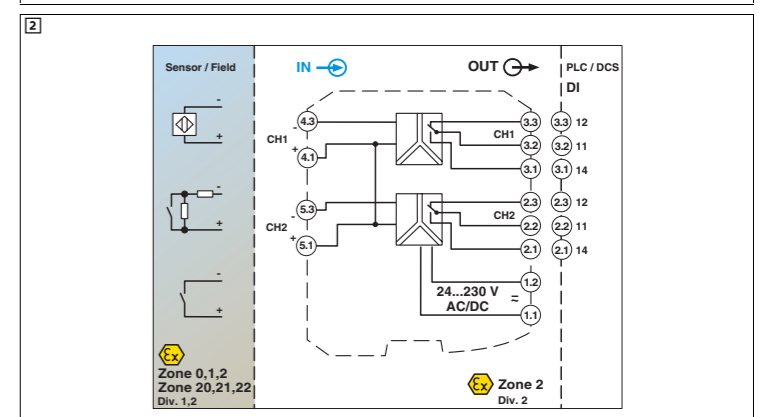 2
Sensor / Field
IN
OUT
PLC / DCS
DI
-
+
-
+
-
+
CH1
-
+
4.3
4.1
CH2
-
+
5.3
5.1
CH1
3.3
3.2
3.1
3.3 12
3.2 11
3.1 14
CH2
2.3
2.2
2.1
2.3 12
2.2 11
2.1 14
24...230 V
AC/DC
=
~
1.2
1.1
εx
Zone 0,1,2
Zone 20,21,22
Div. 1,2
εx
Zone 2
Div. 2